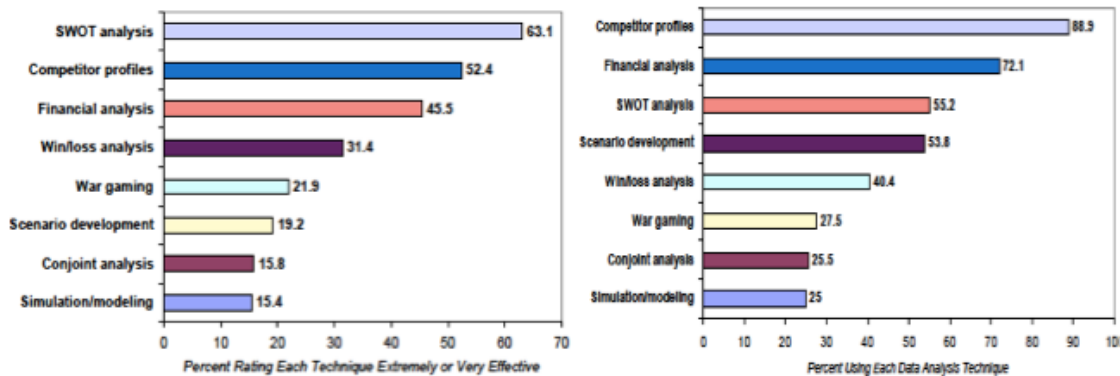 SWOT analysis 63.1
Competitor profiles 52.4
Financial analysis 45.5
Win/loss analysis 31.4
War gaming 21.9
Scenario development 19.2
Conjoint analysis 15.8
Simulation/modeling 15.4
0 10 20 30 40 50 60 70
Percent Rating Each Technique Extremely or Very Effective
Competitor profiles 88.9
Financial analysis 72.1
SWOT analysis 55.2
Scenario development 53.8
Win/loss analysis 40.4
War gaming 27.5
Conjoint analysis 25.5
Simulation/modeling 25
0 10 20 30 40 50 60 70 80 90 100
Percent Using Each Data Analysis Technique